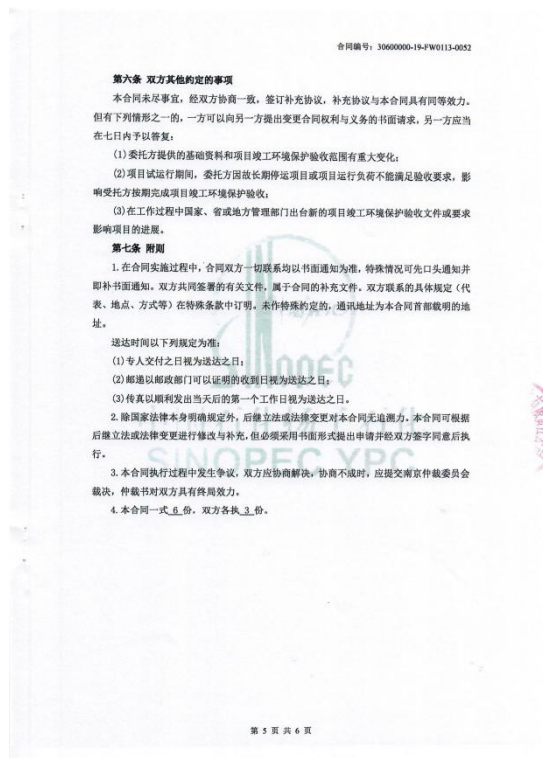 合同编号：30600000-19-FW0113-0052
第六条 双方其他约定的事项
本合同未尽事宜，经双方协商一致，签订补充协议，补充协议与本合同具有同等效力。
但有下列情形之一的，一方可以向另一方提出变更合同权利与义务的书面请求，另一方应当
在七日内予以答复：
(1)委托方提供的基础资料和项目竣工环境保护验收范围有重大变化；
(2)项目试运行期间，委托方因故长期停运项目或项目运行负荷不能满足验收要求，影
响受托方按期完成项目竣工环境保护验收；
(3)在工作过程中国家、省或地方管理部门出台新的项目竣工环境保护验收文件或要求
影响项目的进展。
第七条 附则
1.在合同实施过程中，合同双方一切联系均以书面通知为准，特殊情况可先口头通知并
即补书面通知。双方共同签署的有关文件，属于合同的补充文件。双方联系的具体规定（代
表、地点、方式等）在特殊条款中订明。未作特殊约定的，通讯地址为本合同首部载明的地
址。
送达时间以下列规定为准：
(1)专人交付之日视为送达之日；
(2)邮递以邮政部门可以证明的收到日视为送达之日；
(3)传真以顺利发出当天后的第一个工作日视为送达之日。
2.除国家法律本身明确规定外，后继立法或法律变更对本合同无追溯力。本合同可根据
后继立法或法律变更进行修改与补充，但必须采用书面形式提出申请并经双方签字同意后执
行。
3.本合同执行过程中发生争议，双方应协商解决。协商不成时，应提交南京仲裁委员会
裁决，仲裁书对双方具有终局效力。
4.本合同一式 6 份，双方各执 3 份。
SINOPEC
SINOPEC YPC
第 5 页 共 6 页